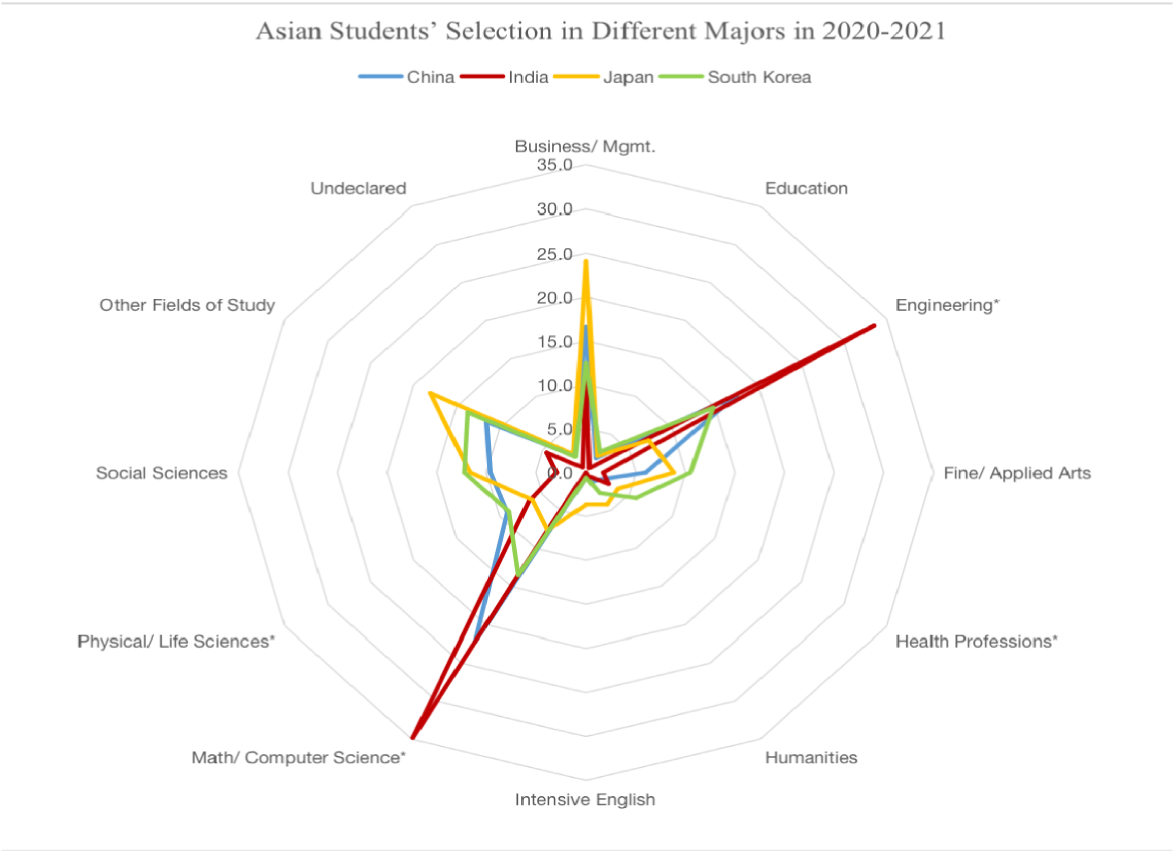 Asian Students’ Selection in Different Majors in 2020-2021
China India Japan South Korea
Business/ Mgmt.
35.0
Undeclared
Education
30.0
25.0
Other Fields of Study
20.0
Engineering*
15.0
10.0
5.0
Social Sciences
0.0
Fine/ Applied Arts
Physical/ Life Sciences*
Health Professions*
Math/ Computer Science*
Humanities
Intensive English